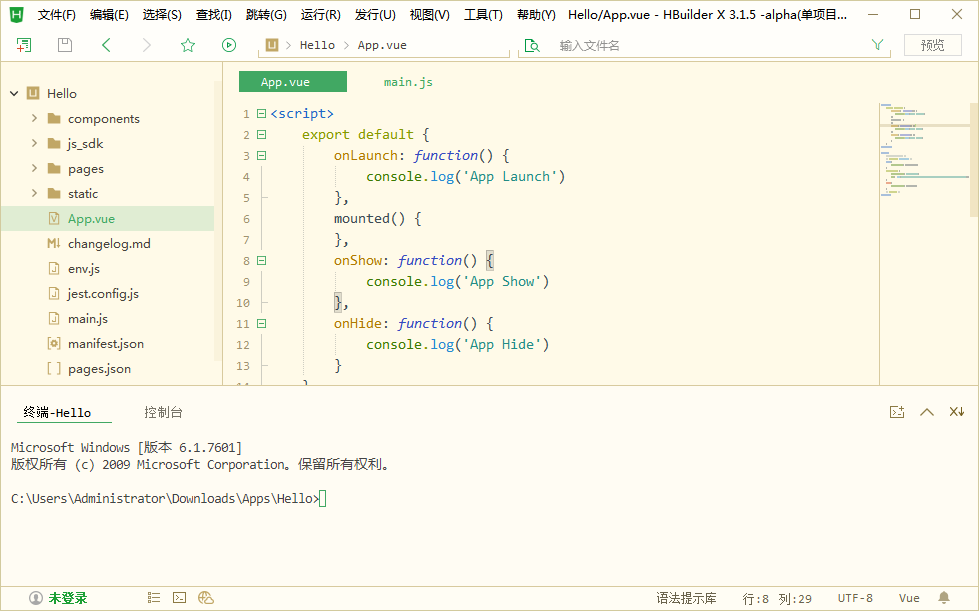 H 文件(F) 编辑(E) 选择(S) 查找(I) 跳转(G) 运行(R) 发行(U) 视图(V) 工具(T) 帮助(Y) Hello/App.vue - HBuilder X 3.1.5 -alpha(单项目...
Hello App.vue 输入文件名 预览
Hello
components
js_sdk
pages
static
App.vue
changelog.md
env.js
jest.config.js
main.js
manifest.json
pages.json
App.vue main.js
1 <script>
2 export default {
3 onLaunch: function() {
4 console.log('App Launch')
5 },
6 mounted() {
7 },
8 onShow: function() {
9 console.log('App Show')
10 },
11 onHide: function() {
12 console.log('App Hide')
13 }
终端-Hello 控制台
Microsoft Windows [版本 6.1.7601]
版权所有 (c) 2009 Microsoft Corporation。保留所有权利。
C:\Users\Administrator\Downloads\Apps\Hello>
未登录 语法提示库 行:8 列:29 UTF-8 Vue